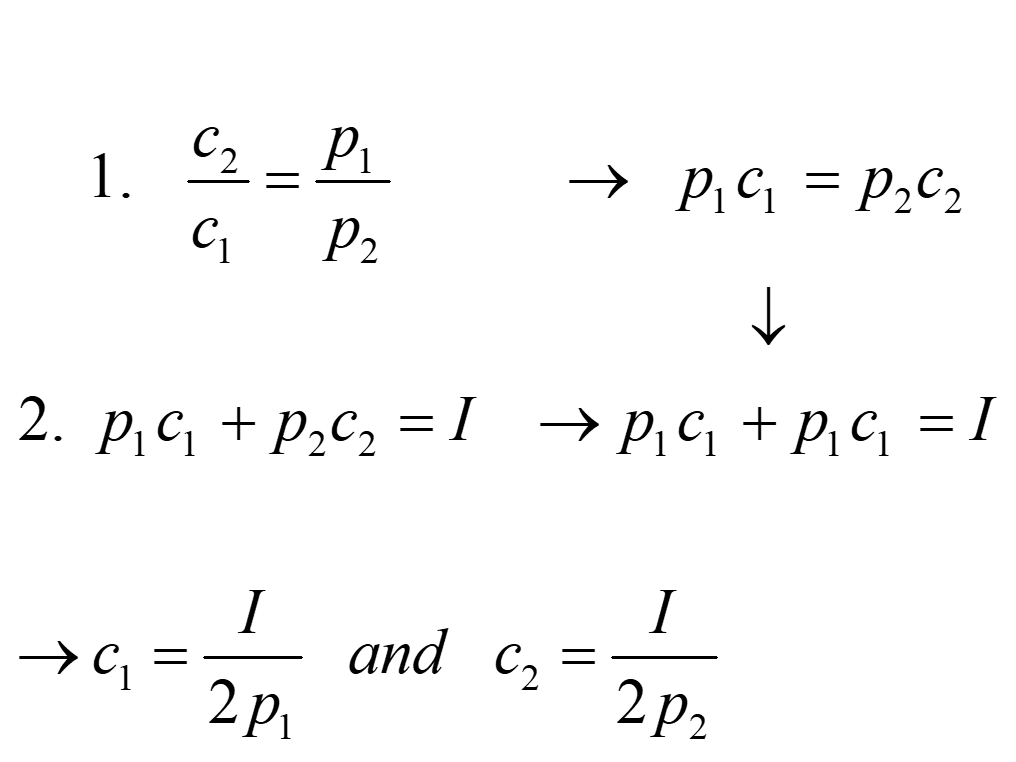 1. c₂/c₁ = p₁/p₂ → p₁c₁ = p₂c₂
↓
2. p₁c₁ + p₂c₂ = I → p₁c₁ + p₁c₁ = I
→ c₁ = I/2p₁ and c₂ = I/2p₂